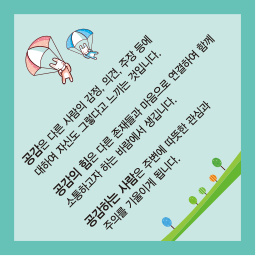 공감은 다른 사람의 감정, 의견, 주장 등에
대하여 자신도 그렇다고 느끼는 것입니다.
공감의 힘은 다른 존재들과 마음으로 연결하여 함께
소통하고자 하는 바람에서 생깁니다.
공감하는 사람은 주변에 따뜻한 관심과
주의를 기울이게 됩니다.